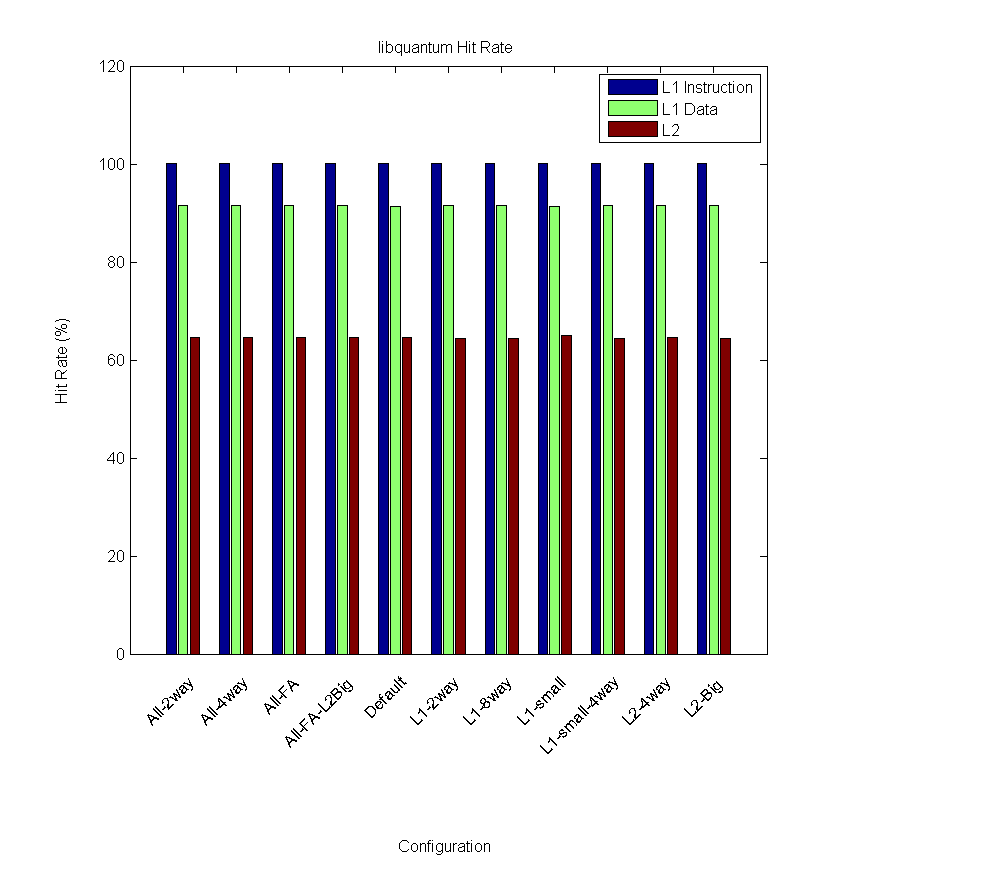 libquantum Hit Rate
120
100
80
60
40
20
0
Hit Rate (%)
L1 Instruction
L1 Data
L2
All-2way
All-4way
All-FA
All-FA-L2Big
Default
L1-2way
L1-8way
L1-small
L1-small-4way
L2-4way
L2-Big
Configuration